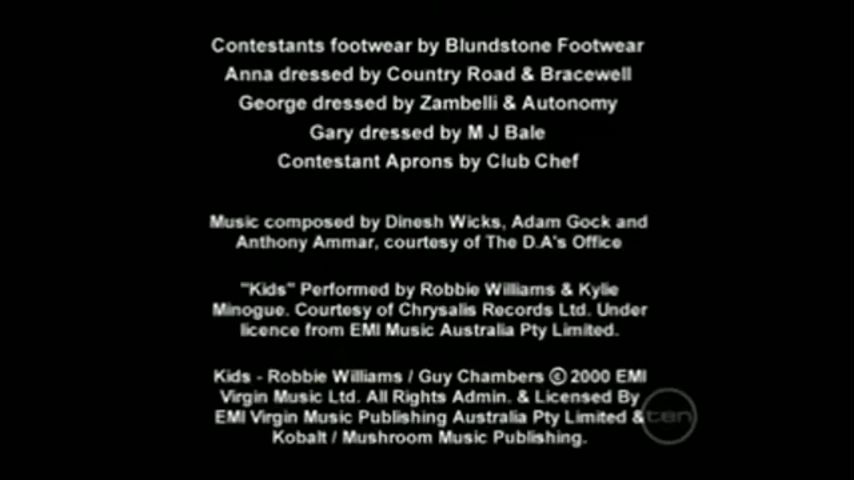 Contestants footwear by Blundstone Footwear
Anna dressed by Country Road & Bracewell
George dressed by Zambelli & Autonomy
Gary dressed by M J Bale
Contestant Aprons by Club Chef
Music composed by Dinesh Wicks, Adam Gock and
Anthony Ammar, courtesy of The D.A's Office
"Kids" Performed by Robbie Williams & Kylie
Minogue. Courtesy of Chrysalis Records Ltd. Under
licence from EMI Music Australia Pty Limited.
Kids - Robbie Williams / Guy Chambers © 2000 EMI
Virgin Music Ltd. All Rights Admin. & Licensed By
EMI Virgin Music Publishing Australia Pty Limited &
Kobalt / Mushroom Music Publishing.
ten